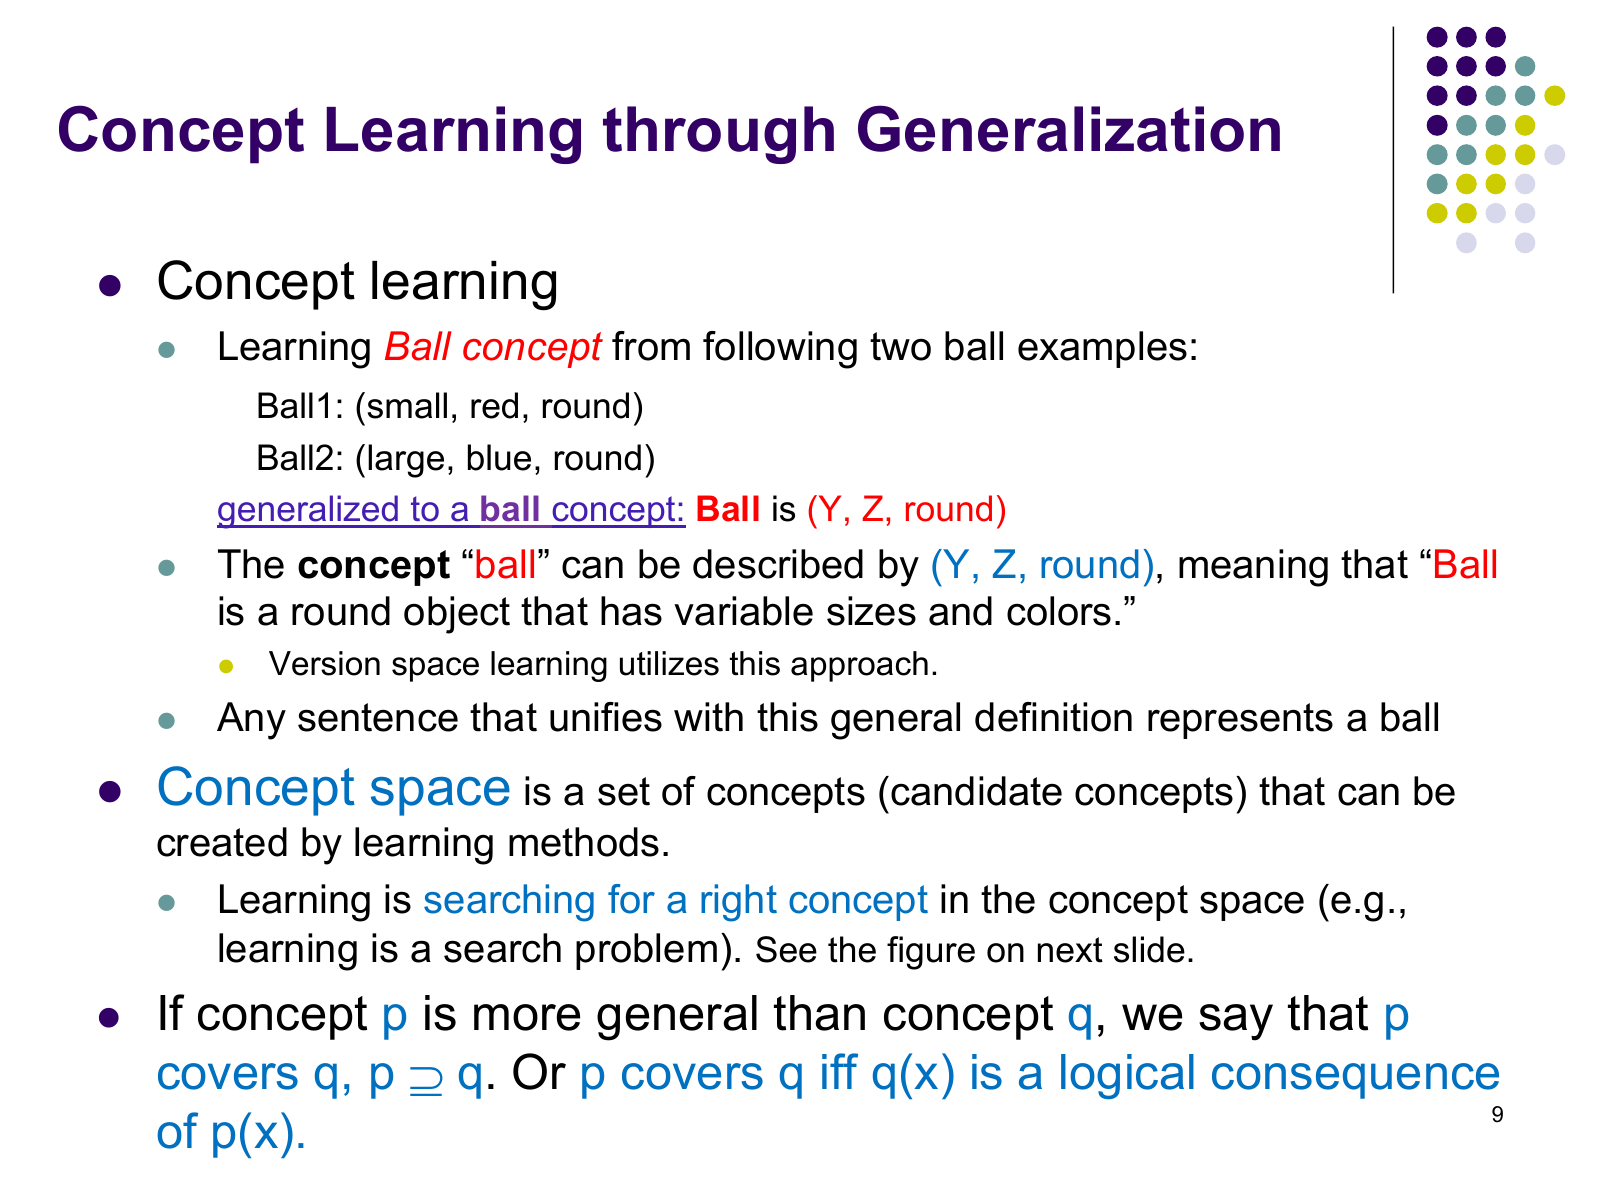 Concept Learning through Generalization
Concept learning
Learning Ball concept from following two ball examples:
Ball1: (small, red, round)
Ball2: (large, blue, round)
generalized to a ball concept: Ball is (Y, Z, round)
The concept “ball” can be described by (Y, Z, round), meaning that “Ball
is a round object that has variable sizes and colors.”
Version space learning utilizes this approach.
Any sentence that unifies with this general definition represents a ball
Concept space is a set of concepts (candidate concepts) that can be
created by learning methods.
Learning is searching for a right concept in the concept space (e.g.,
learning is a search problem). See the figure on next slide.
If concept p is more general than concept q, we say that p
covers q, p ⊇ q. Or p covers q iff q(x) is a logical consequence
of p(x).
9